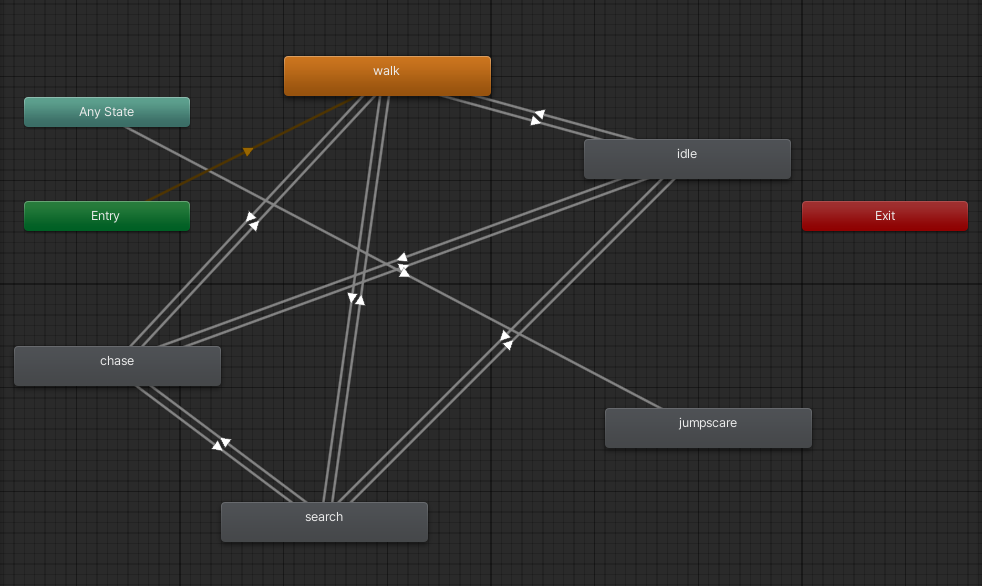 walk
Any State
idle
Entry
Exit
chase
jumpscare
search